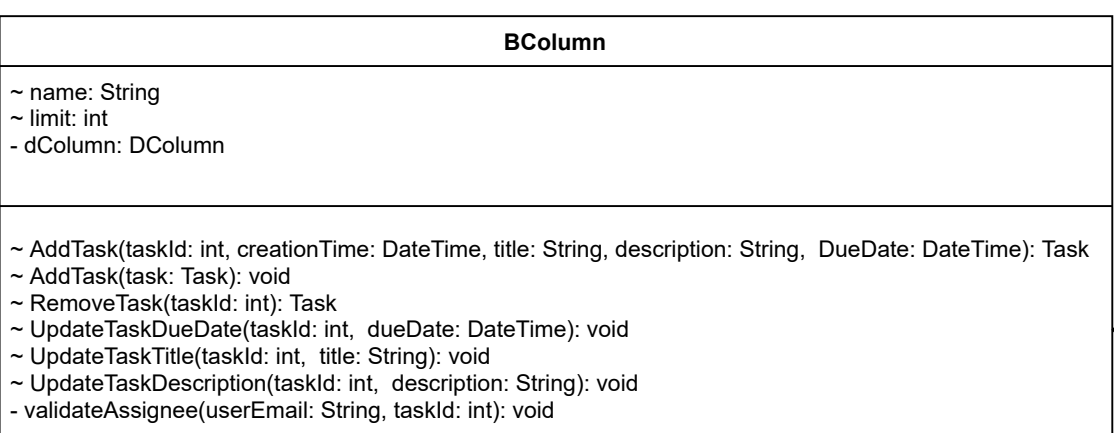 BColumn
~ name: String
~ limit: int
- dColumn: DColumn
~ AddTask(taskId: int, creationTime: DateTime, title: String, description: String,  DueDate: DateTime): Task
~ AddTask(task: Task): void
~ RemoveTask(taskId: int): Task
~ UpdateTaskDueDate(taskId: int,  dueDate: DateTime): void
~ UpdateTaskTitle(taskId: int,  title: String): void
~ UpdateTaskDescription(taskId: int,  description: String): void
- validateAssignee(userEmail: String, taskId: int): void